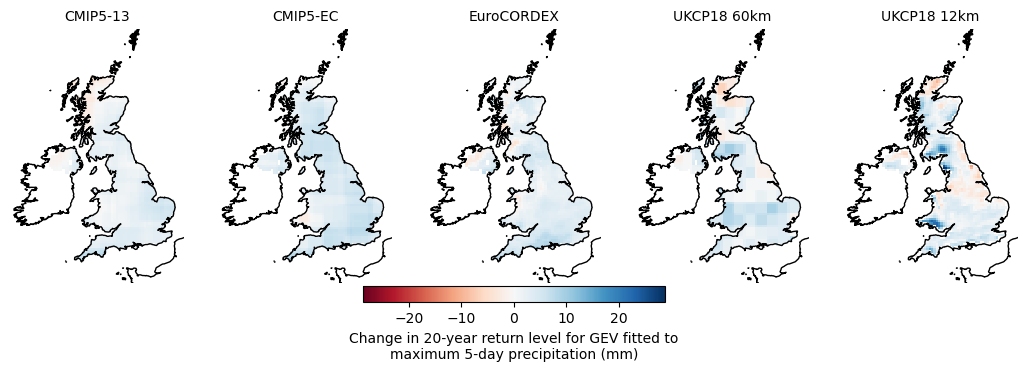 CMIP5-13 CMIP5-EC EuroCORDEX UKCP18 60km UKCP18 12km
−20 −10 0 10 20
Change in 20-year return level for GEV fitted to
maximum 5-day precipitation (mm)